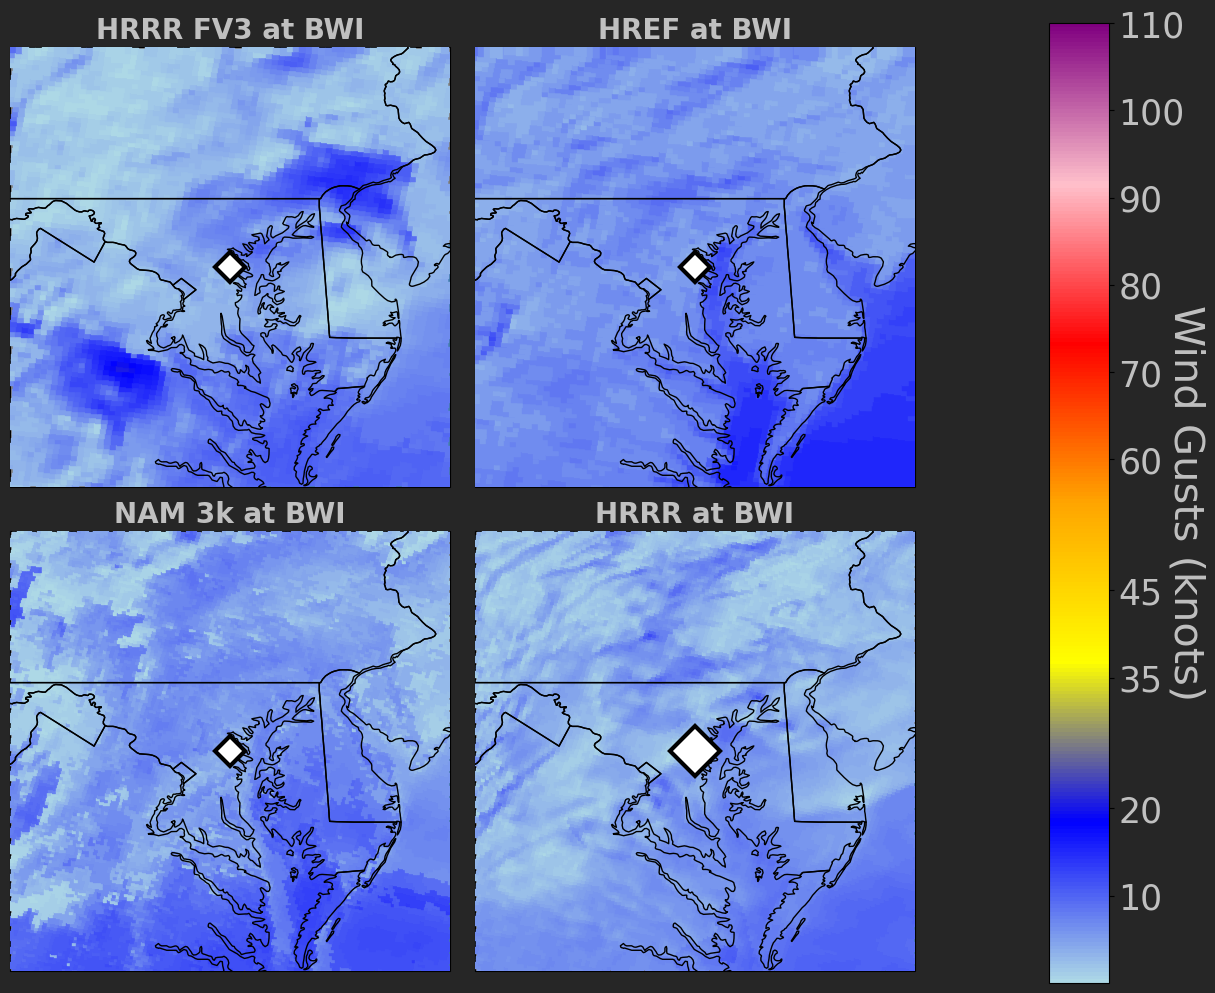 HRRR FV3 at BWI
HREF at BWI
NAM 3k at BWI
HRRR at BWI
110
100
90
80
70
60
45
35
20
10
Wind Gusts (knots)